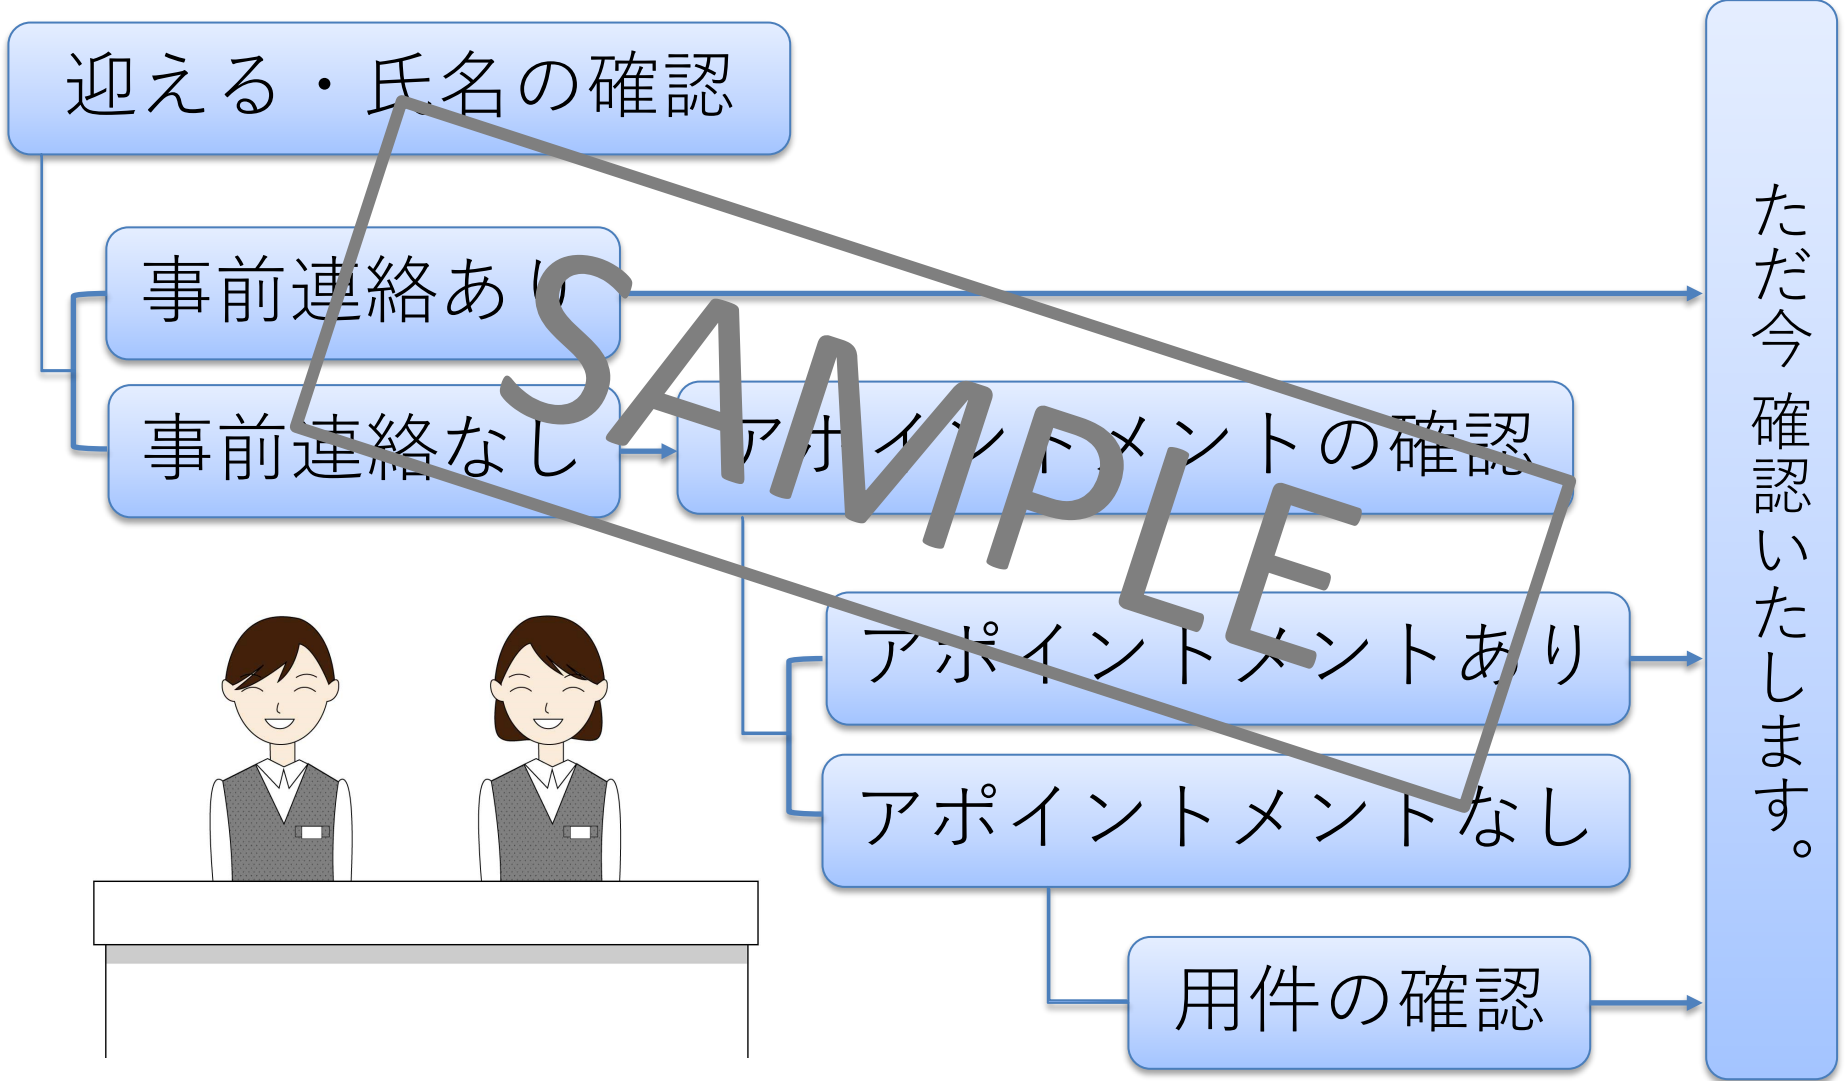 迎える・氏名の確認
事前連絡あり
事前連絡なし
アポイントメントの確認
アポイントメントあり
アポイントメントなし
用件の確認
ただ今 確認いたします。
SAMPLE